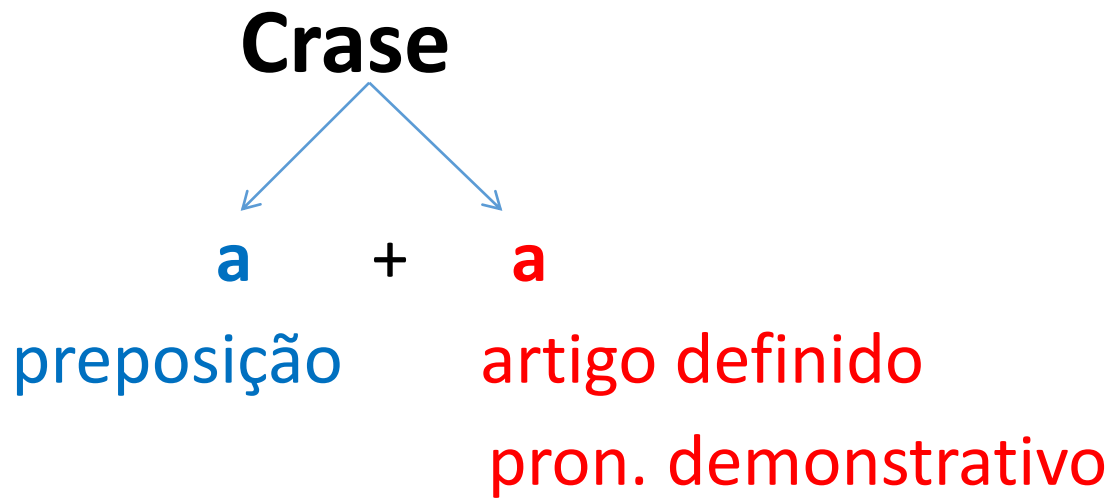 Crase
a + a
preposição artigo definido
pron. demonstrativo